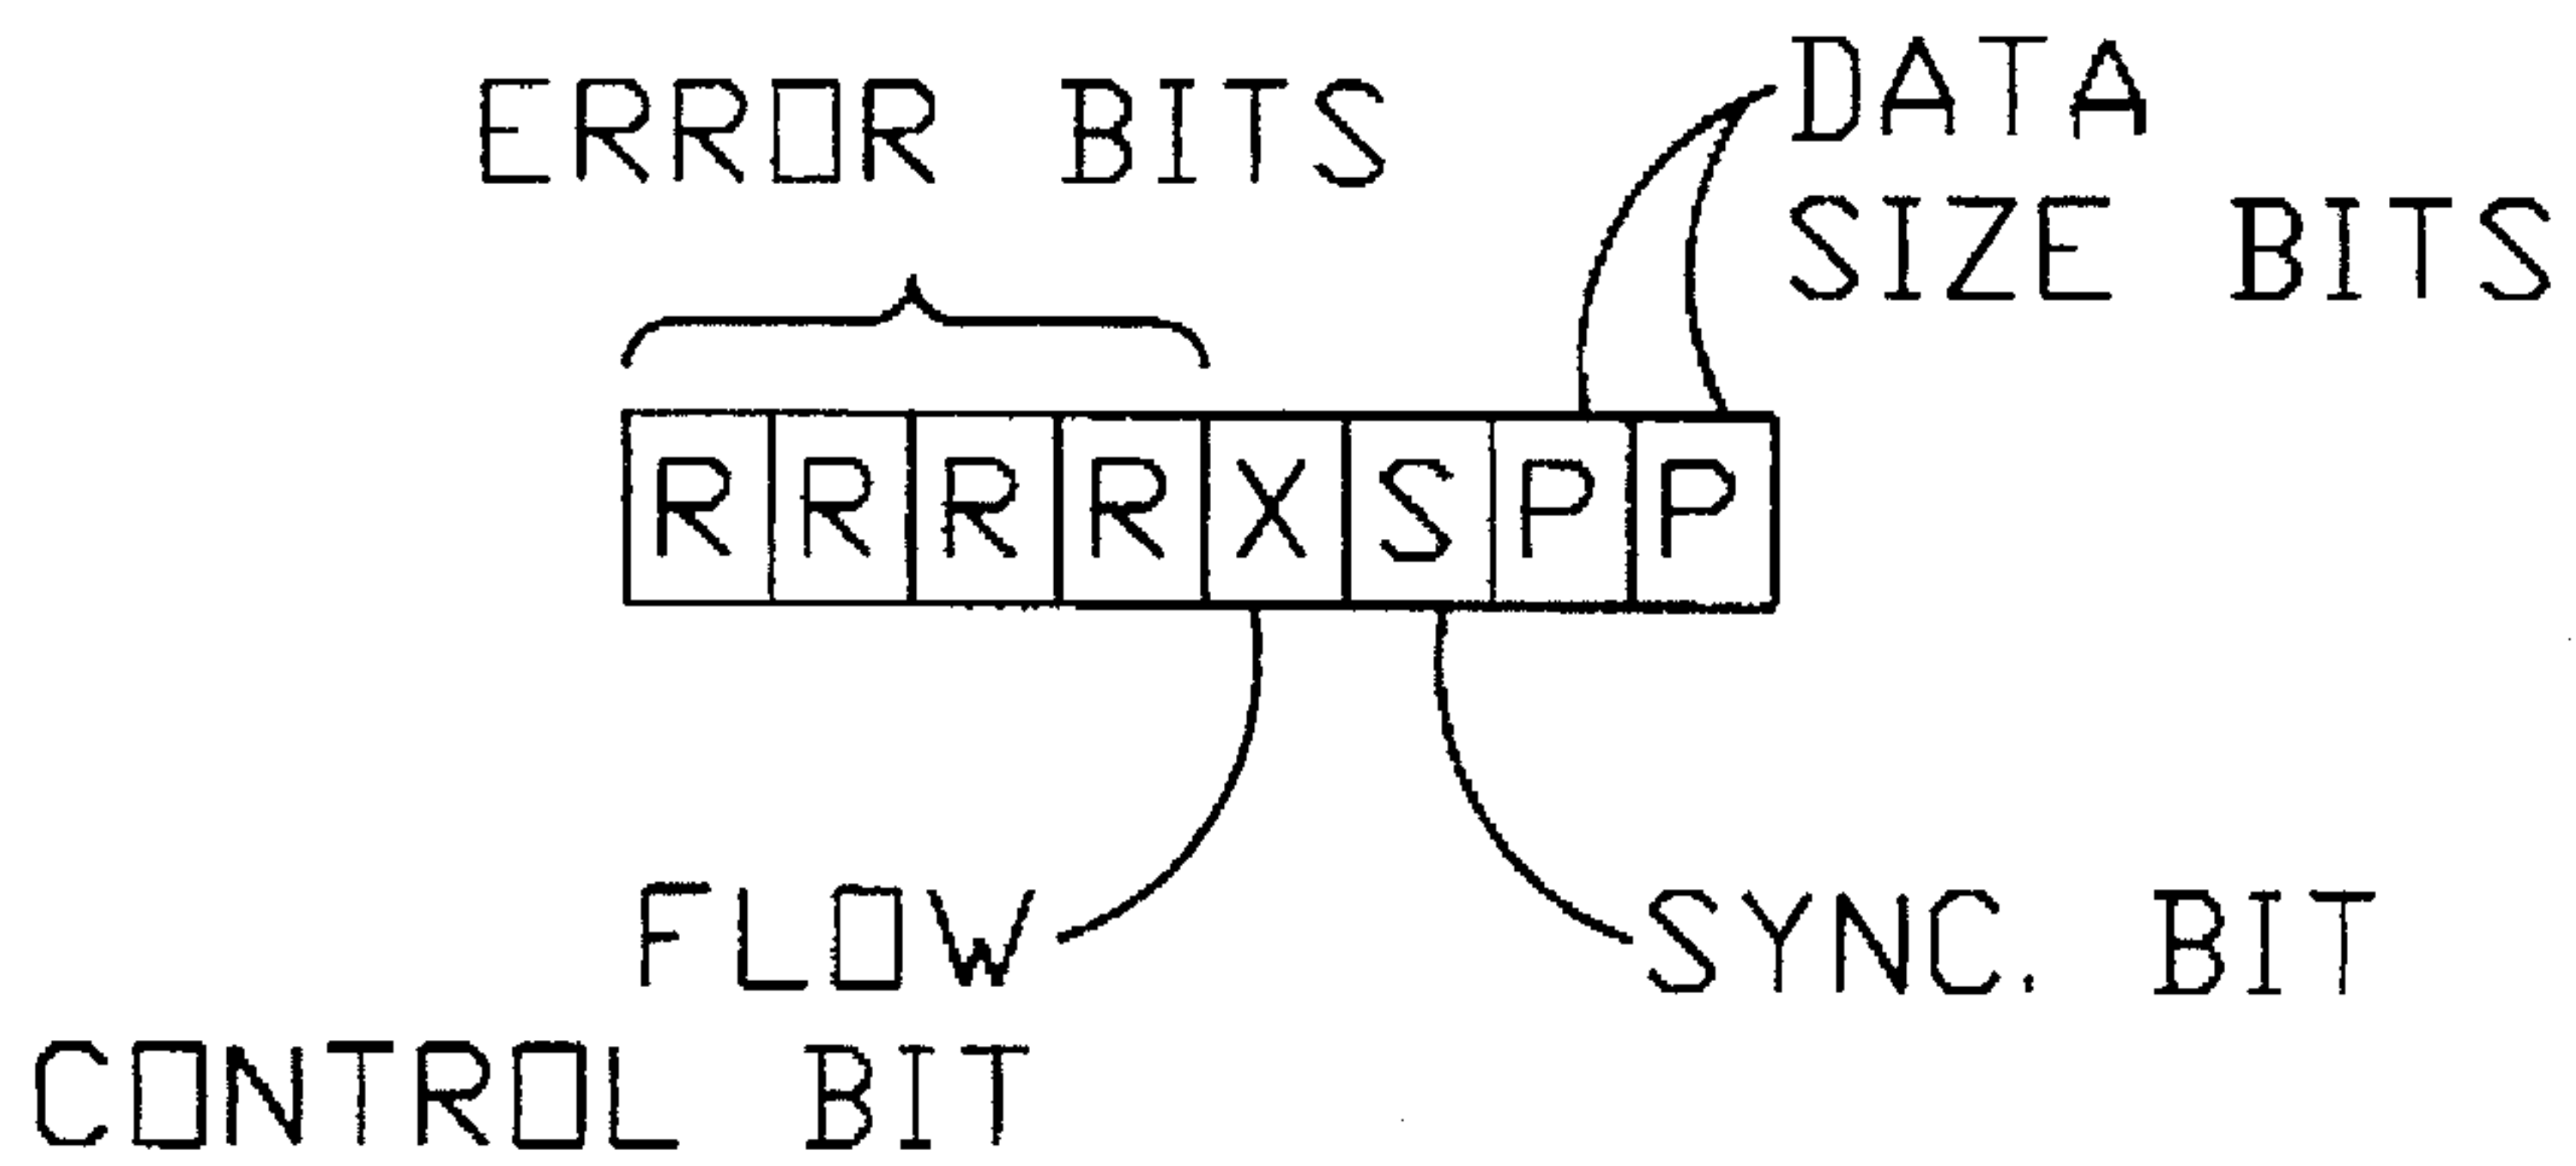 ERROR BITS
DATA
SIZE BITS
R R R R X S P P
FLOW
CONTROL BIT
SYNC. BIT